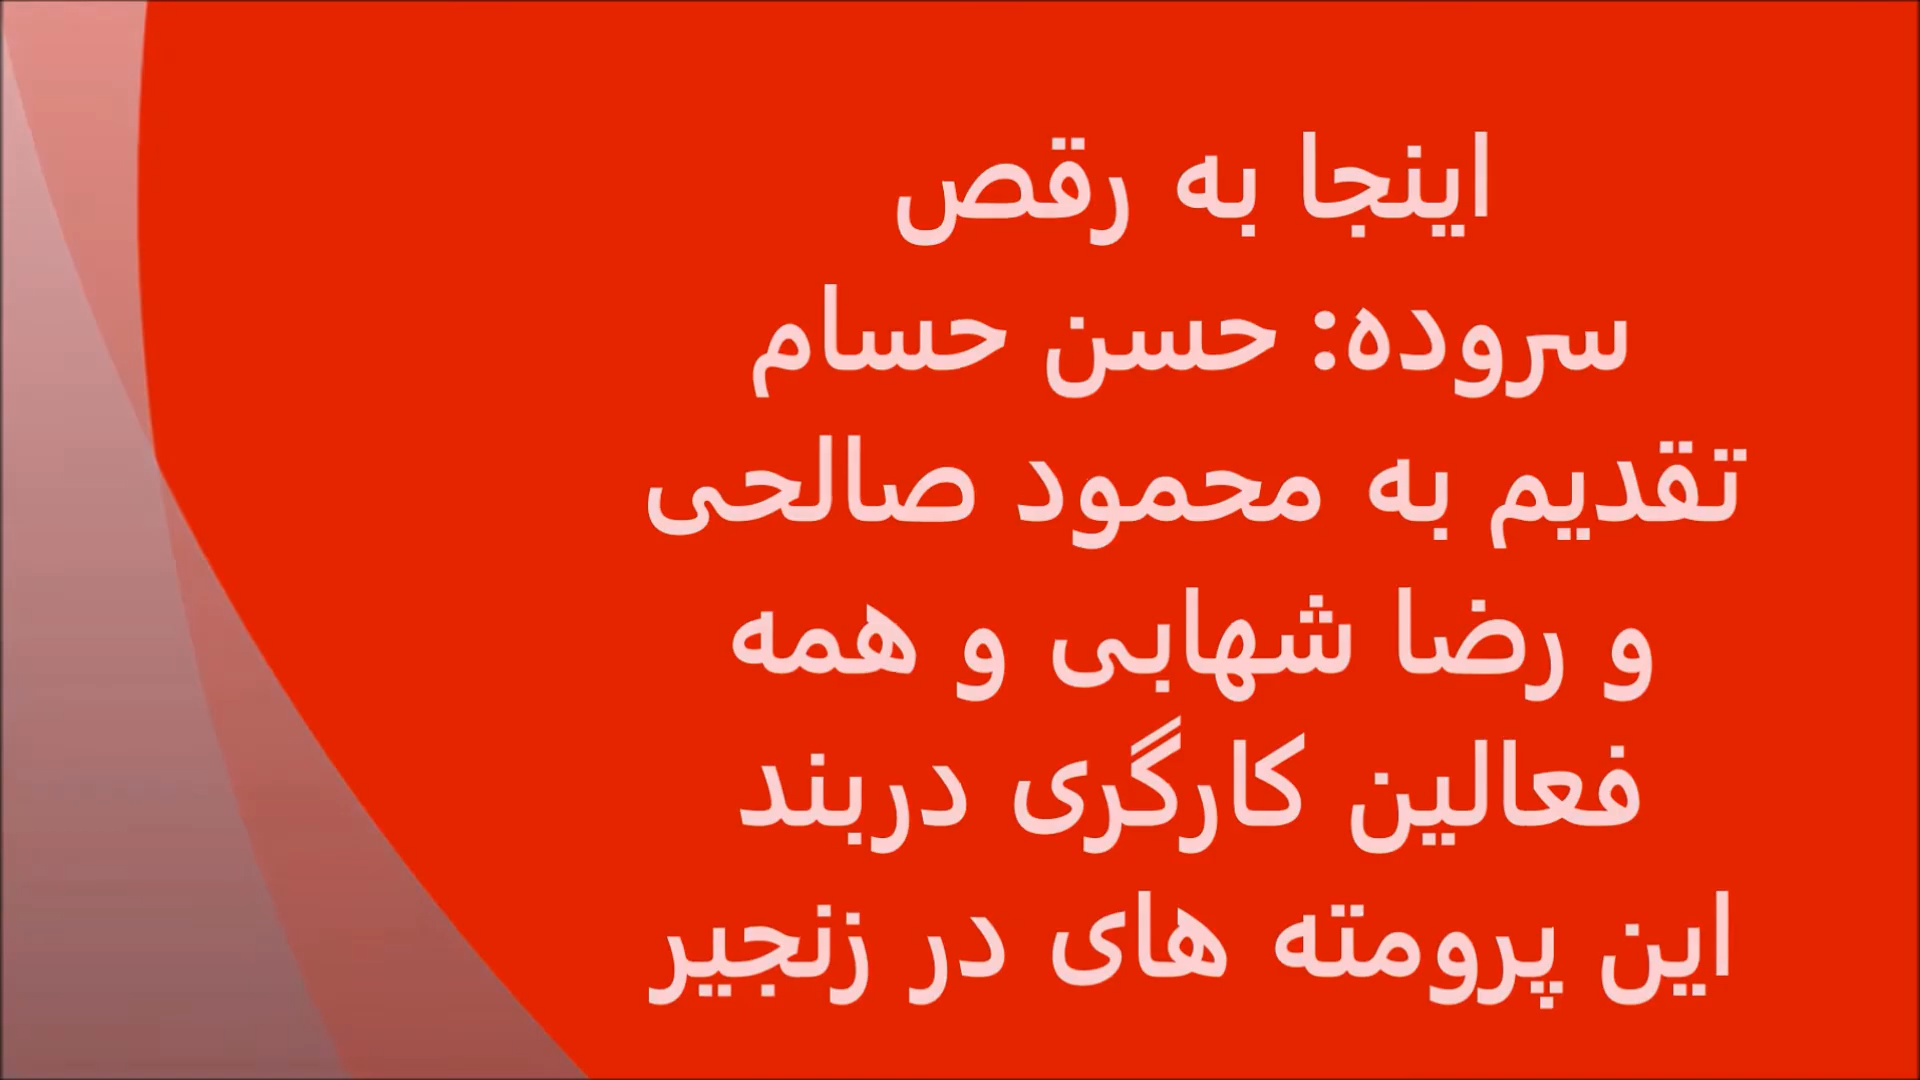 اینجا به رقص
سروده: حسن حسام
تقدیم به محمود صالحی
و رضا شهابی و همه
فعالین کارگری دربند
این پرومته های در زنجیر